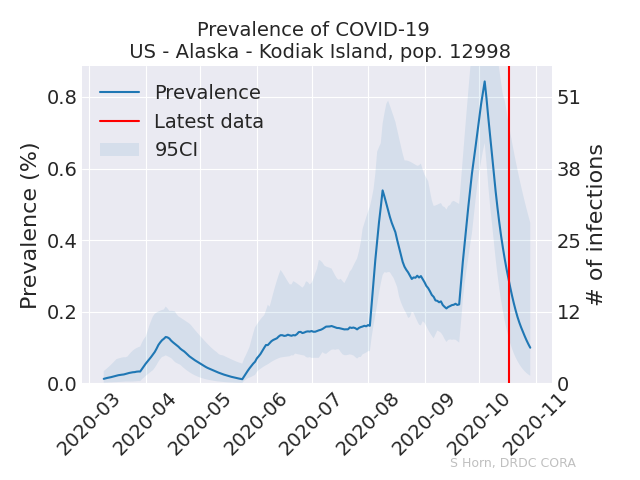 Prevalence of COVID-19
US - Alaska - Kodiak Island, pop. 12998
Prevalence
Latest data
95CI
Prevalence (%)
0.8
0.6
0.4
0.2
0.0
51
38
25
12
0
# of infections
2020-03
2020-04
2020-05
2020-06
2020-07
2020-08
2020-09
2020-10
2020-11
S Horn, DRDC CORA